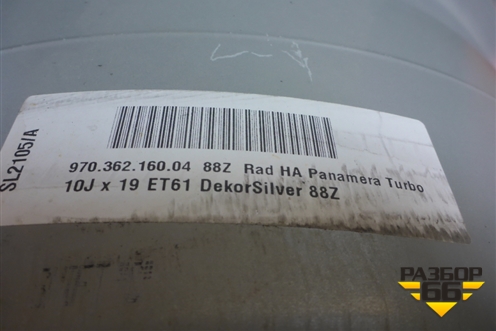 SL2105/A
970.362.160.04 88Z Rad HA Panamera Turbo
10J x 19 ET61 DekorSilver 88Z
РАЗБОР
66